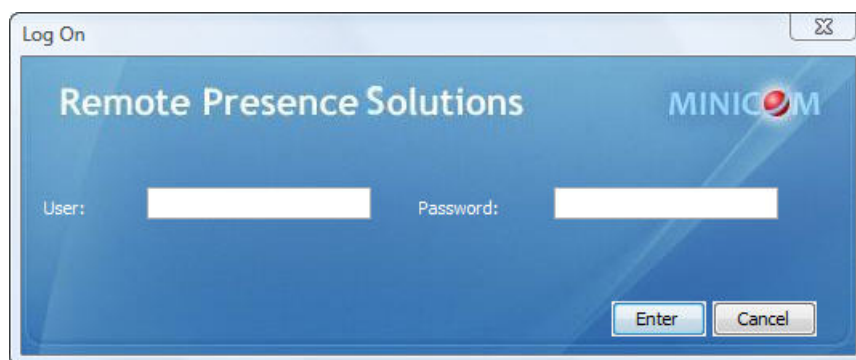 Log On
Remote Presence Solutions MINICOM
User: Password:
Enter Cancel